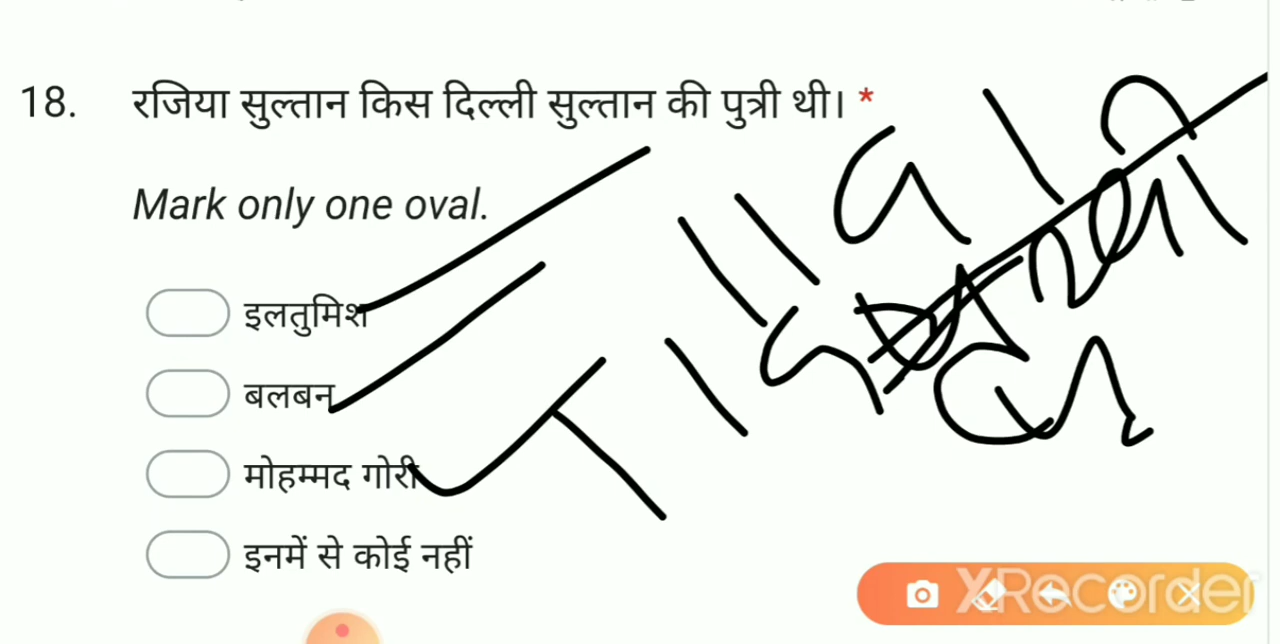 18. रजिया सुल्तान किस दिल्ली सुल्तान की पुत्री थी। *
Mark only one oval.
इलतुमिश
बलबन
मोहम्मद गोरी
इनमें से कोई नहीं
XRecorder